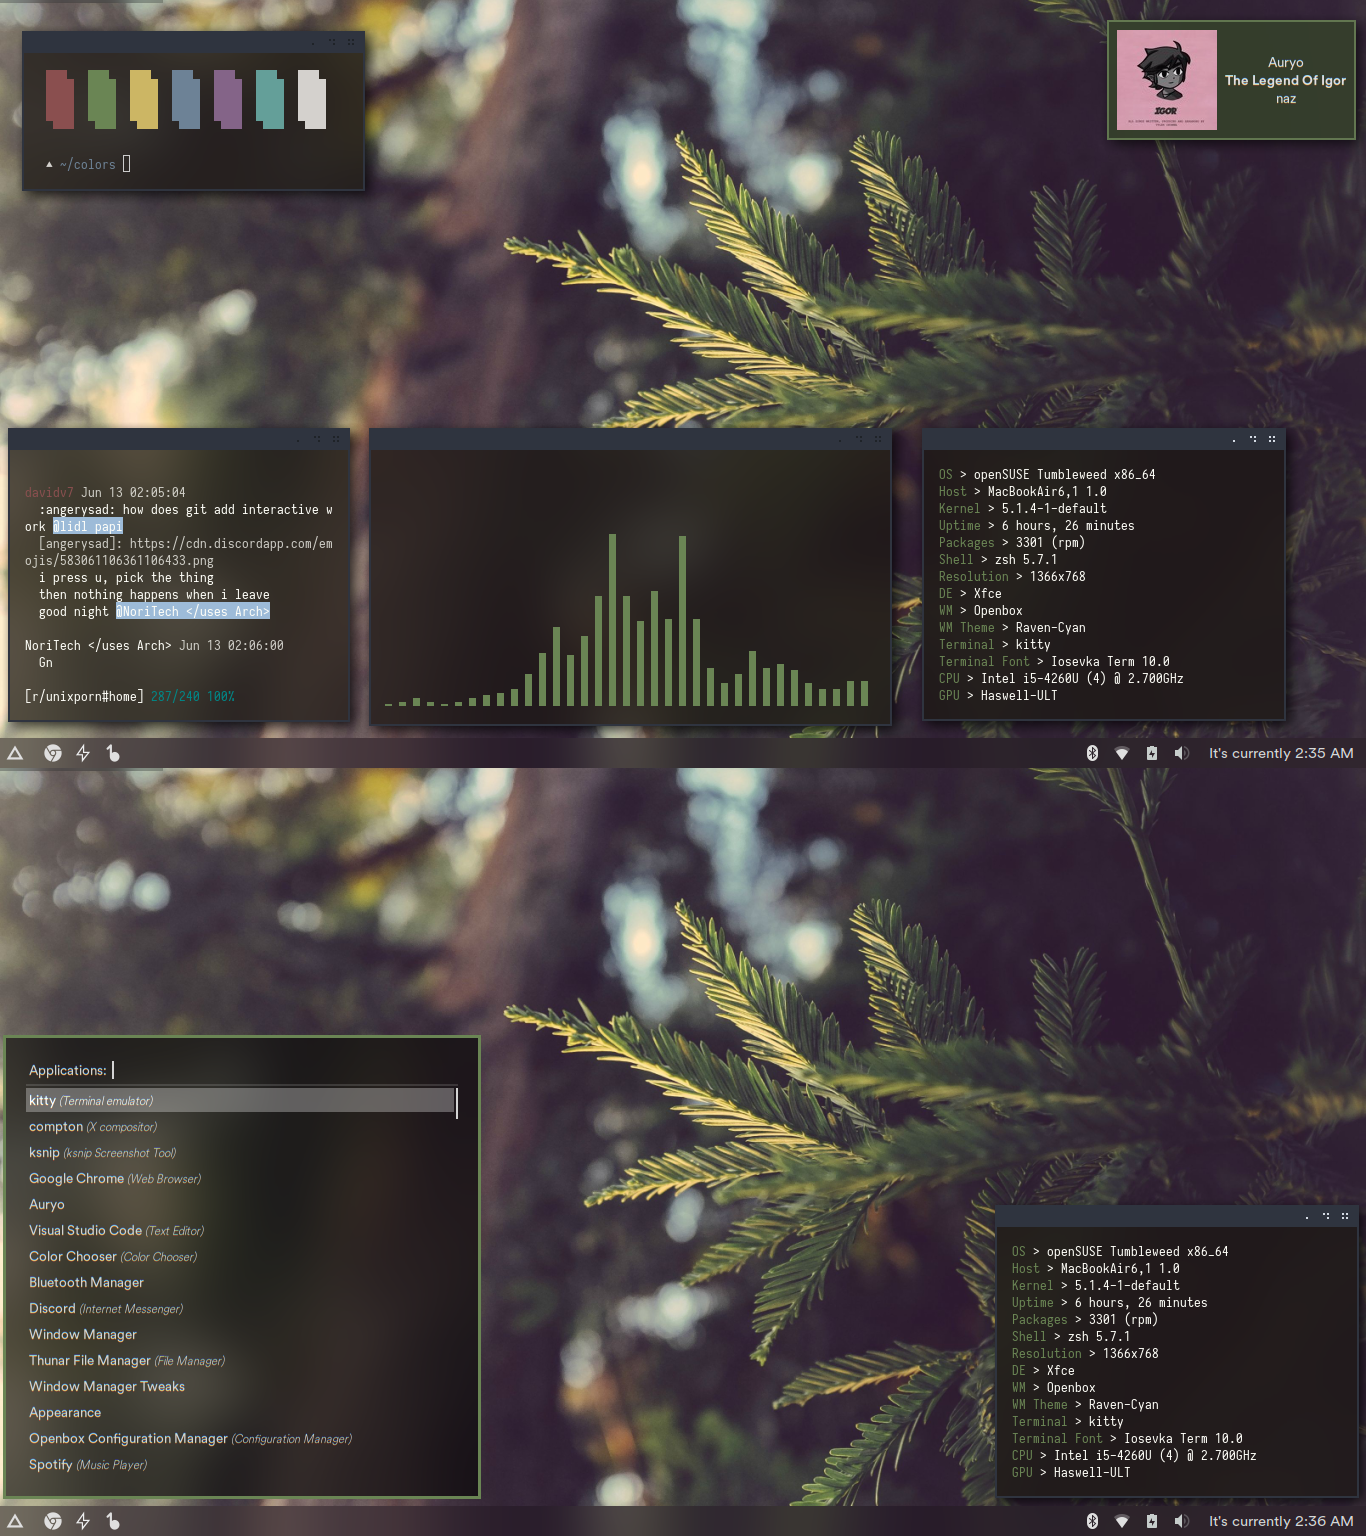 ~/colors
IGOR
Auryo
The Legend Of Igor
naz
davidv7 Jun 13 02:05:04
:angerysad: how does git add interactive w
ork @lidl papi
[angerysad]: https://cdn.discordapp.com/em
ojis/583061106361106433.png
i press u, pick the thing
then nothing happens when i leave
good night @NoriTech </uses Arch>
NoriTech </uses Arch> Jun 13 02:06:00
Gn
[r/unixporn#home] 287/240 100%
OS > openSUSE Tumbleweed x86_64
Host > MacBookAir6,1 1.0
Kernel > 5.1.4-1-default
Uptime > 6 hours, 26 minutes
Packages > 3301 (rpm)
Shell > zsh 5.7.1
Resolution > 1366x768
DE > Xfce
WM > Openbox
WM Theme > Raven-Cyan
Terminal > kitty
Terminal Font > Iosevka Term 10.0
CPU > Intel i5-4260U (4) @ 2.700GHz
GPU > Haswell-ULT
It's currently 2:35 AM
Applications:
kitty (Terminal emulator)
compton (X compositor)
ksnip (ksnip Screenshot Tool)
Google Chrome (Web Browser)
Auryo
Visual Studio Code (Text Editor)
Color Chooser (Color Chooser)
Bluetooth Manager
Discord (Internet Messenger)
Window Manager
Thunar File Manager (File Manager)
Window Manager Tweaks
Appearance
Openbox Configuration Manager (Configuration Manager)
Spotify (Music Player)
OS > openSUSE Tumbleweed x86_64
Host > MacBookAir6,1 1.0
Kernel > 5.1.4-1-default
Uptime > 6 hours, 26 minutes
Packages > 3301 (rpm)
Shell > zsh 5.7.1
Resolution > 1366x768
DE > Xfce
WM > Openbox
WM Theme > Raven-Cyan
Terminal > kitty
Terminal Font > Iosevka Term 10.0
CPU > Intel i5-4260U (4) @ 2.700GHz
GPU > Haswell-ULT
It's currently 2:36 AM